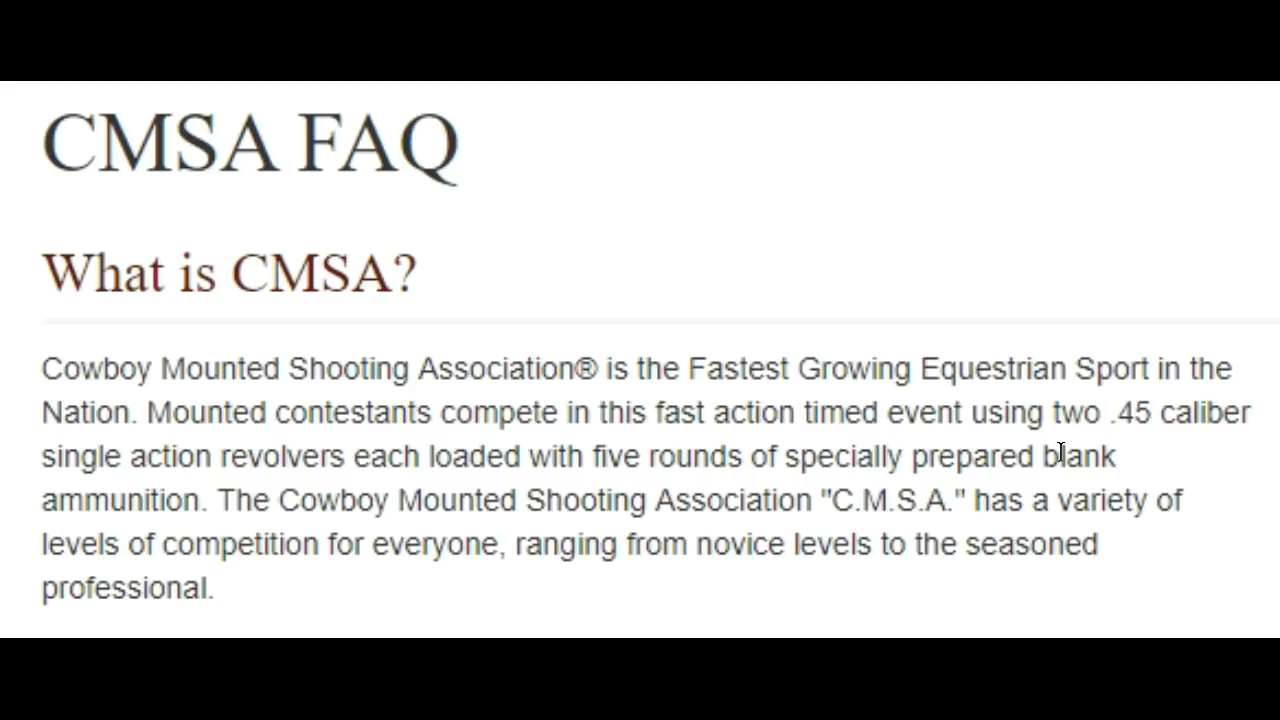 CMSA FAQ
What is CMSA?
Cowboy Mounted Shooting Association® is the Fastest Growing Equestrian Sport in the
Nation. Mounted contestants compete in this fast action timed event using two .45 caliber
single action revolvers each loaded with five rounds of specially prepared blank
ammunition. The Cowboy Mounted Shooting Association "C.M.S.A." has a variety of
levels of competition for everyone, ranging from novice levels to the seasoned
professional.